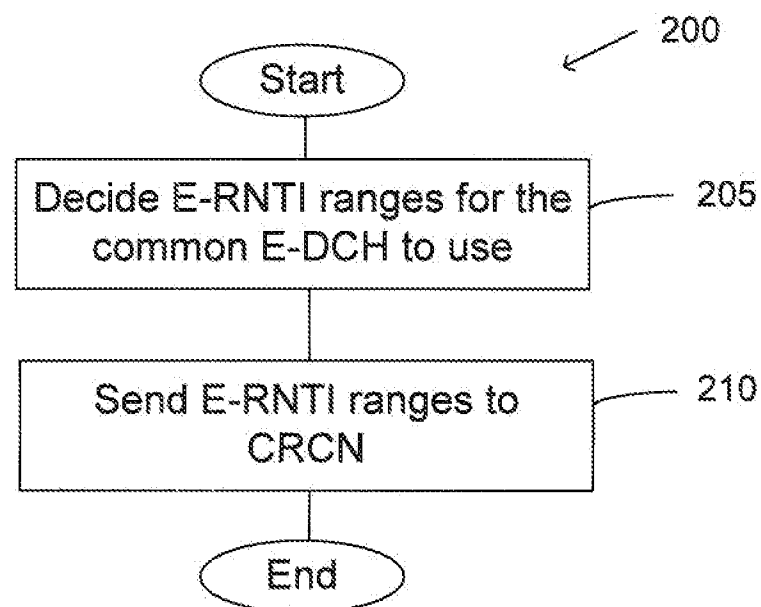 200
Start
Decide E-RNTI ranges for the
common E-DCH to use
205
Send E-RNTI ranges to
CRCN
210
End